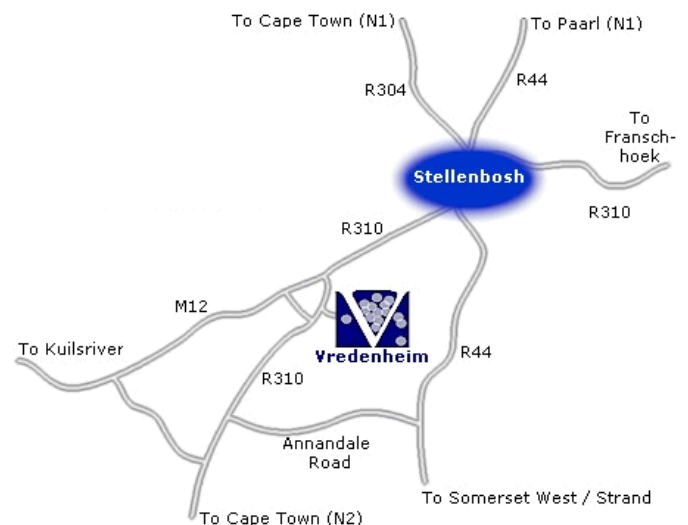 To Cape Town (N1)
To Paarl (N1)
R304
R44
To
Fransch-
hoek
Stellenbosh
R310
R310
M12
To Kuilsriver
Vredenheim
R44
R310
Annandale
Road
To Somerset West / Strand
To Cape Town (N2)